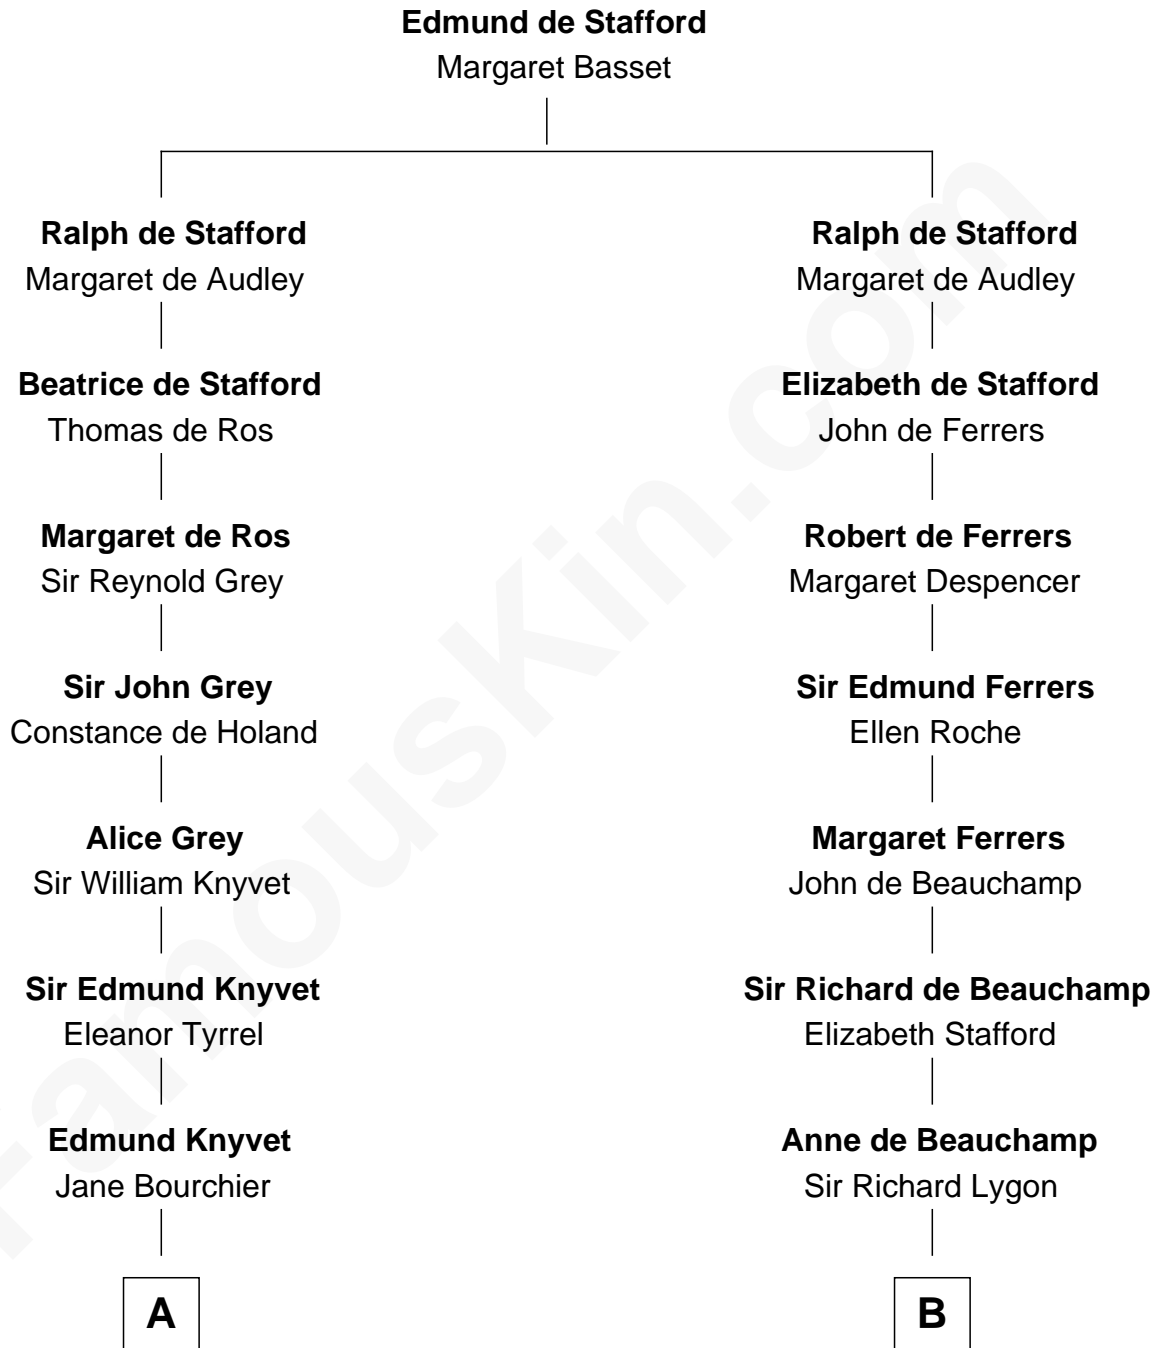 Edmund de Stafford
Margaret Basset
Ralph de Stafford
Margaret de Audley
Beatrice de Stafford
Thomas de Ros
Margaret de Ros
Sir Reynold Grey
Sir John Grey
Constance de Holand
Alice Grey
Sir William Knyvet
Sir Edmund Knyvet
Eleanor Tyrrel
Edmund Knyvet
Jane Bourchier
A
Ralph de Stafford
Margaret de Audley
Elizabeth de Stafford
John de Ferrers
Robert de Ferrers
Margaret Despencer
Sir Edmund Ferrers
Ellen Roche
Margaret Ferrers
John de Beauchamp
Sir Richard de Beauchamp
Elizabeth Stafford
Anne de Beauchamp
Sir Richard Lygon
B
FamousKin.com